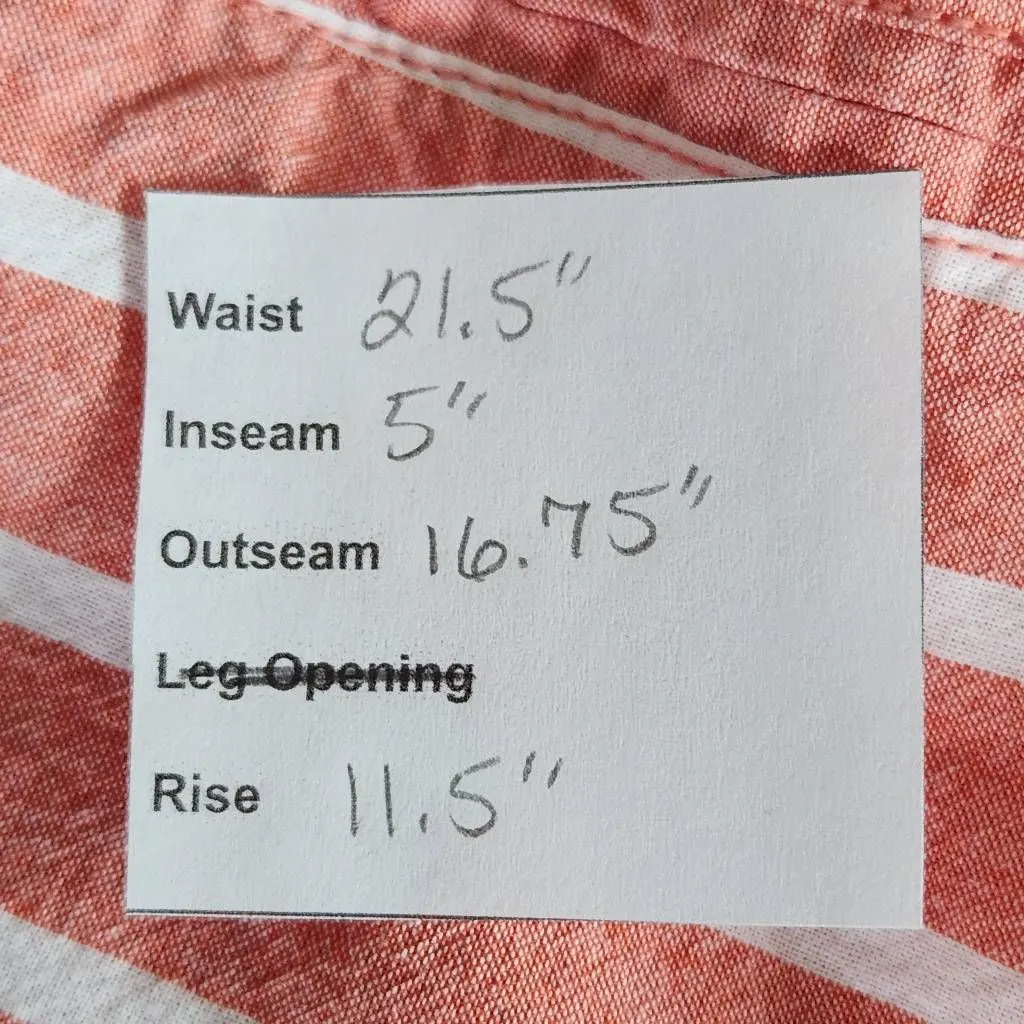 Waist 21.5"
Inseam 5"
Outseam 16.75"
Leg Opening
Rise 11.5"